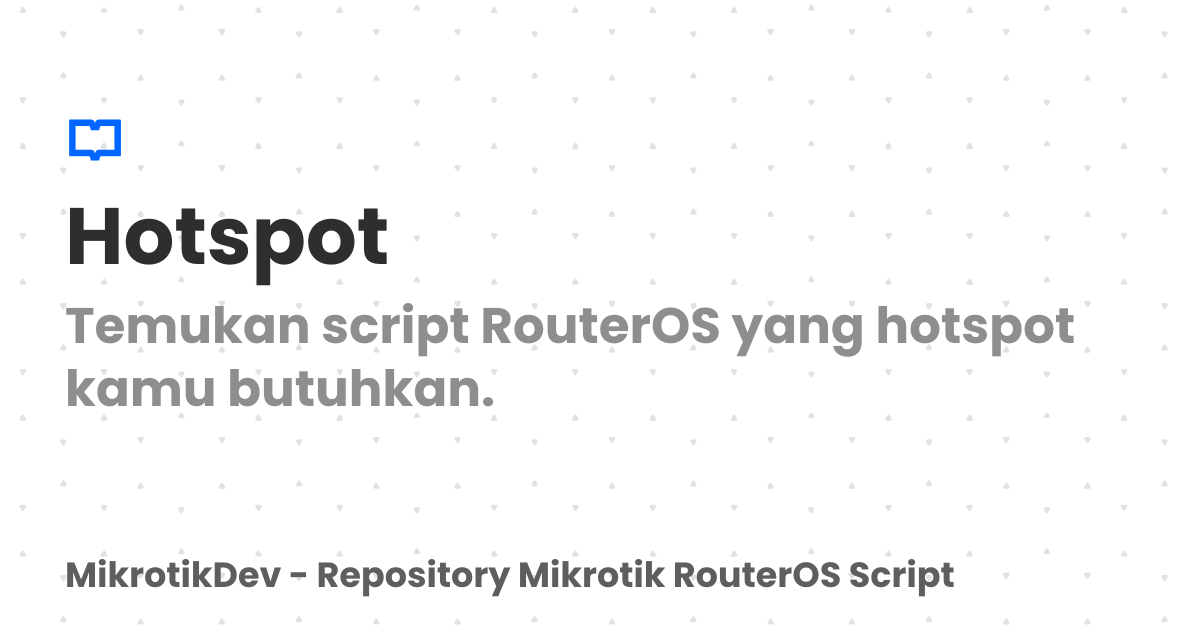 Hotspot
Temukan script RouterOS yang hotspot
kamu butuhkan.
MikrotikDev - Repository Mikrotik RouterOS Script